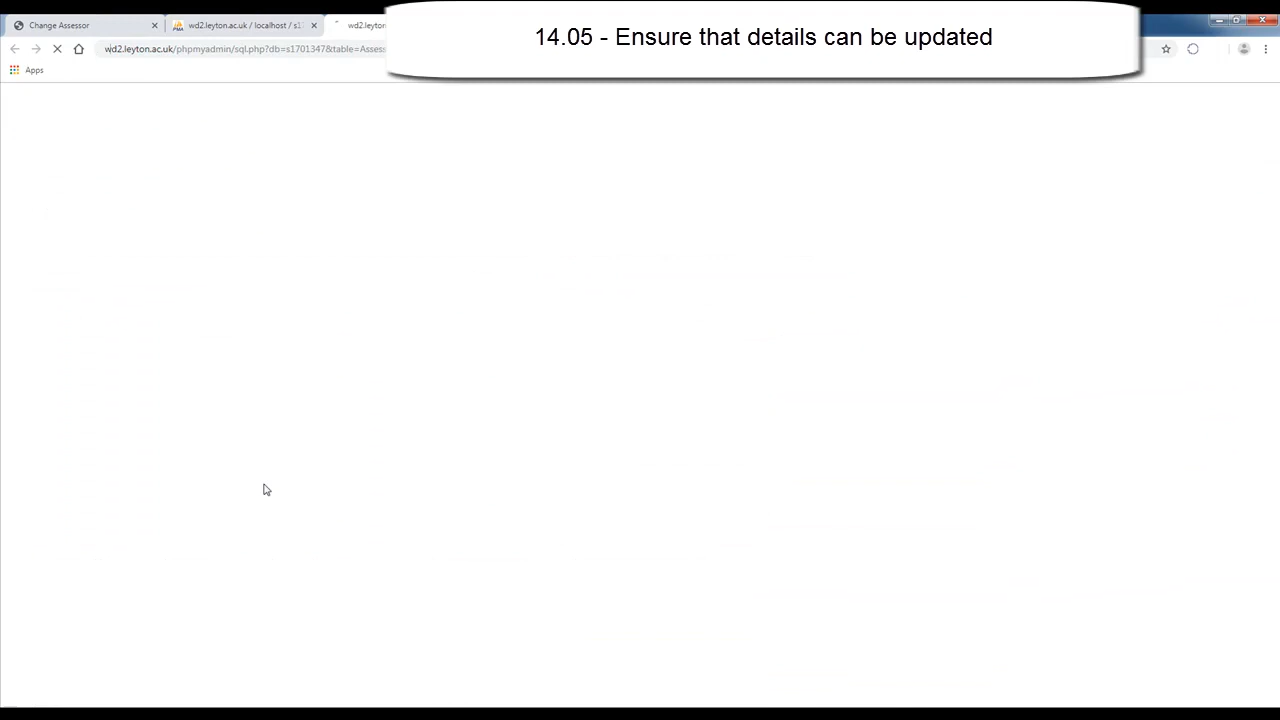 14.05 - Ensure that details can be updated
Change Assessor
wd2.leyton.ac.uk / localhost / s1
wd2.leyton
wd2.leyton.ac.uk/phpmyadmin/sql.php?db=s1701347&table=Assess
Apps